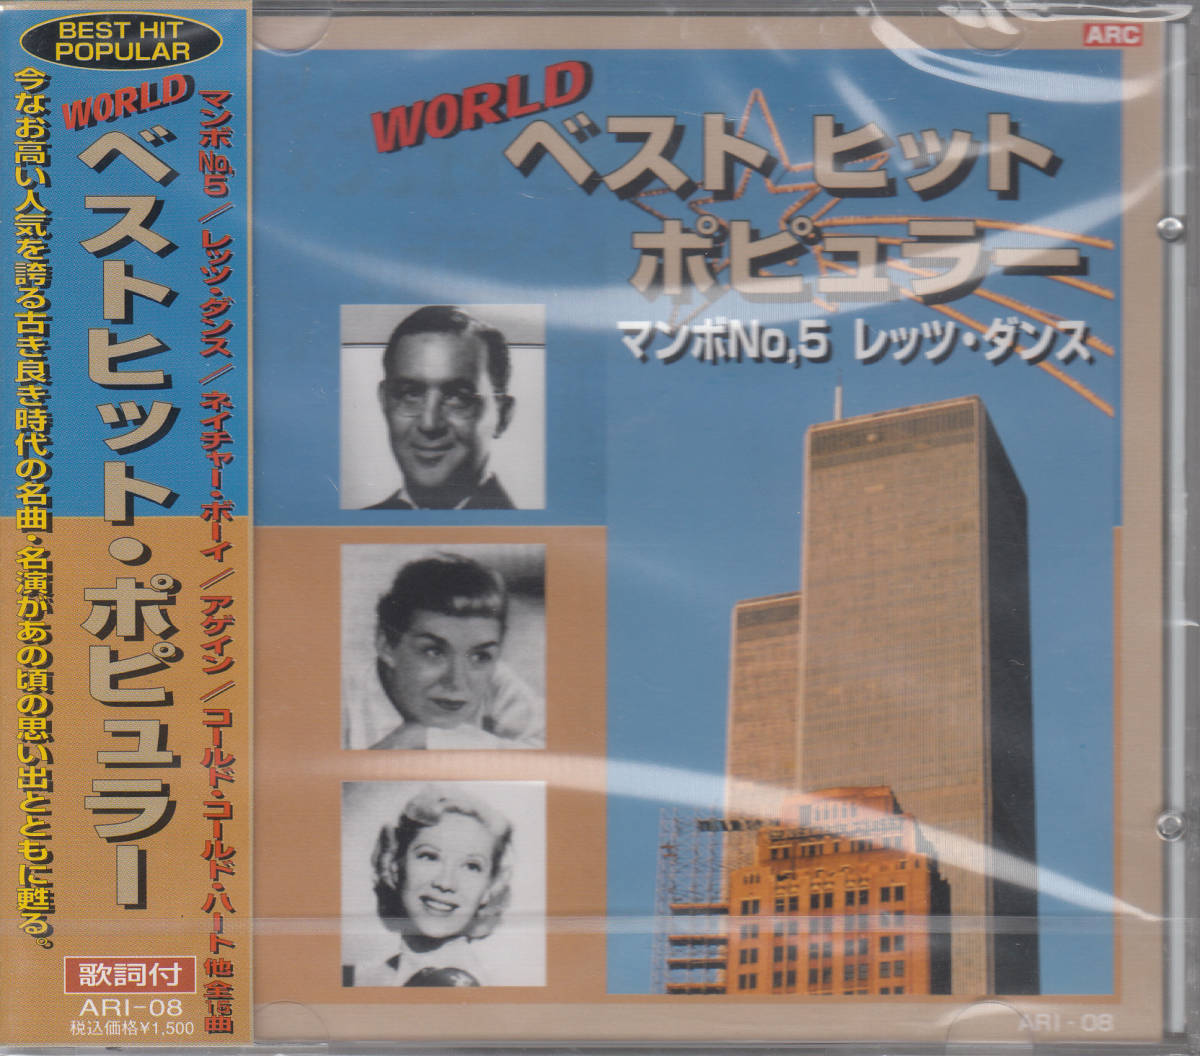 BEST HIT
POPULAR
WORLD
ベストヒット・ポピュラー
今なお高い人気を誇る古き良き時代の名曲・名演があの頃の思い出とともに甦る。
マンボNo,5／レッツ・ダンス／ネイチャー・ボーイ／アゲイン／コールド・コールド・ハート 他全16曲
歌詞付
ARI-08
税込価格¥1,500
ARC
WORLD
ベスト ヒット
ポピュラー
マンボNo,5 レッツ・ダンス
ARI-08